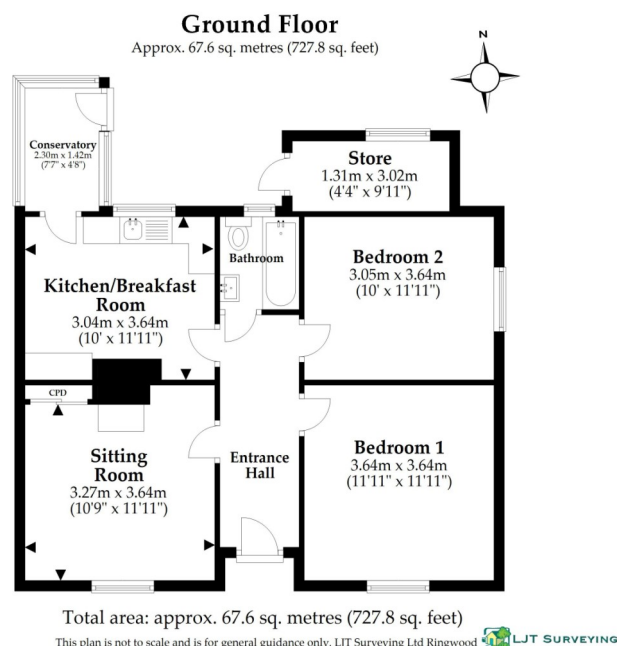 Ground Floor
Approx. 67.6 sq. metres (727.8 sq. feet)
N
Conservatory
2.30m x 1.42m
(7'7" x 4'8")
Store
1.31m x 3.02m
(4'4" x 9'11")
Kitchen/Breakfast
Room
3.04m x 3.64m
(10' x 11'11")
Bathroom
Bedroom 2
3.05m x 3.64m
(10' x 11'11")
CPD
Sitting
Room
3.27m x 3.64m
(10'9" x 11'11")
Entrance
Hall
Bedroom 1
3.64m x 3.64m
(11'11" x 11'11")
Total area: approx. 67.6 sq. metres (727.8 sq. feet)
This plan is not to scale and is for general guidance only. LJT Surveying Ltd Ringwood
LJT SURVEYING